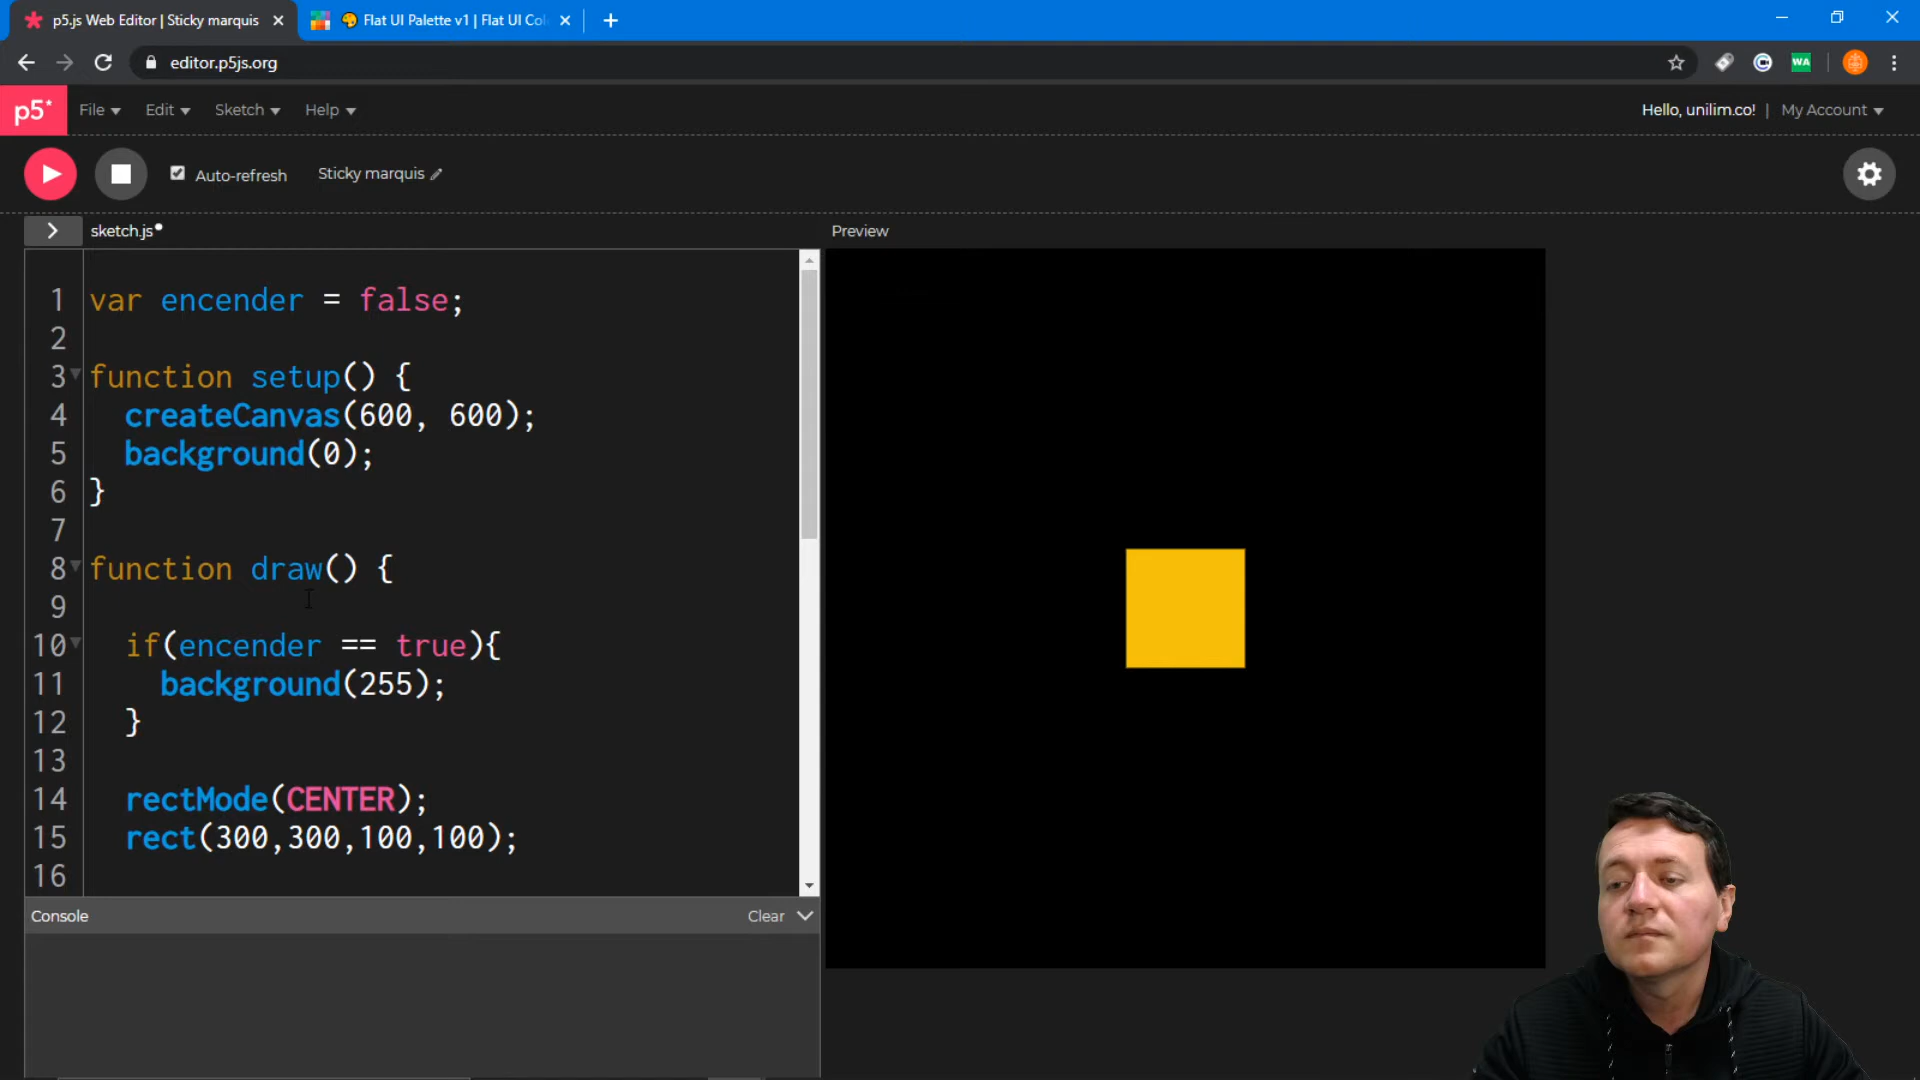 p5.js Web Editor | Sticky marquis
Flat UI Palette v1 | Flat UI Col
editor.p5js.org
WA
p5* File Edit Sketch Help
Hello, unilim.co! | My Account
Auto-refresh
Sticky marquis
sketch.js
Preview
1 var encender = false;
2
3 function setup() {
4 createCanvas(600, 600);
5 background(0);
6 }
7
8 function draw() {
9
10 if(encender == true){
11 background(255);
12 }
13
14 rectMode(CENTER);
15 rect(300,300,100,100);
16
Console
Clear